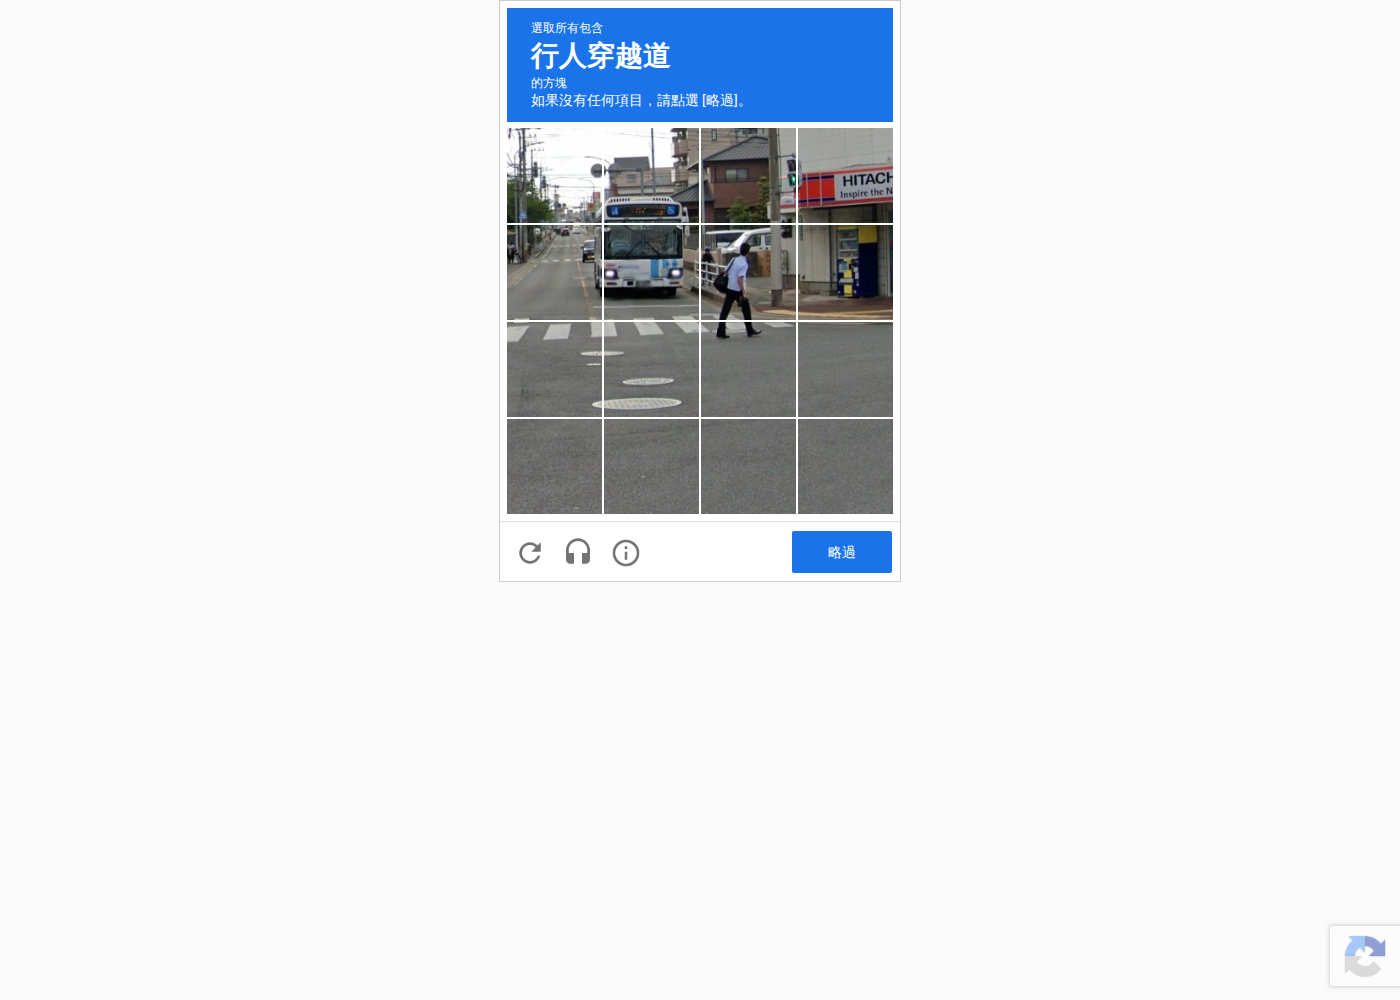 選取所有包含
行人穿越道
的方塊
如果沒有任何項目，請點選 [略過]。
HITACH
Inspire the N
略過